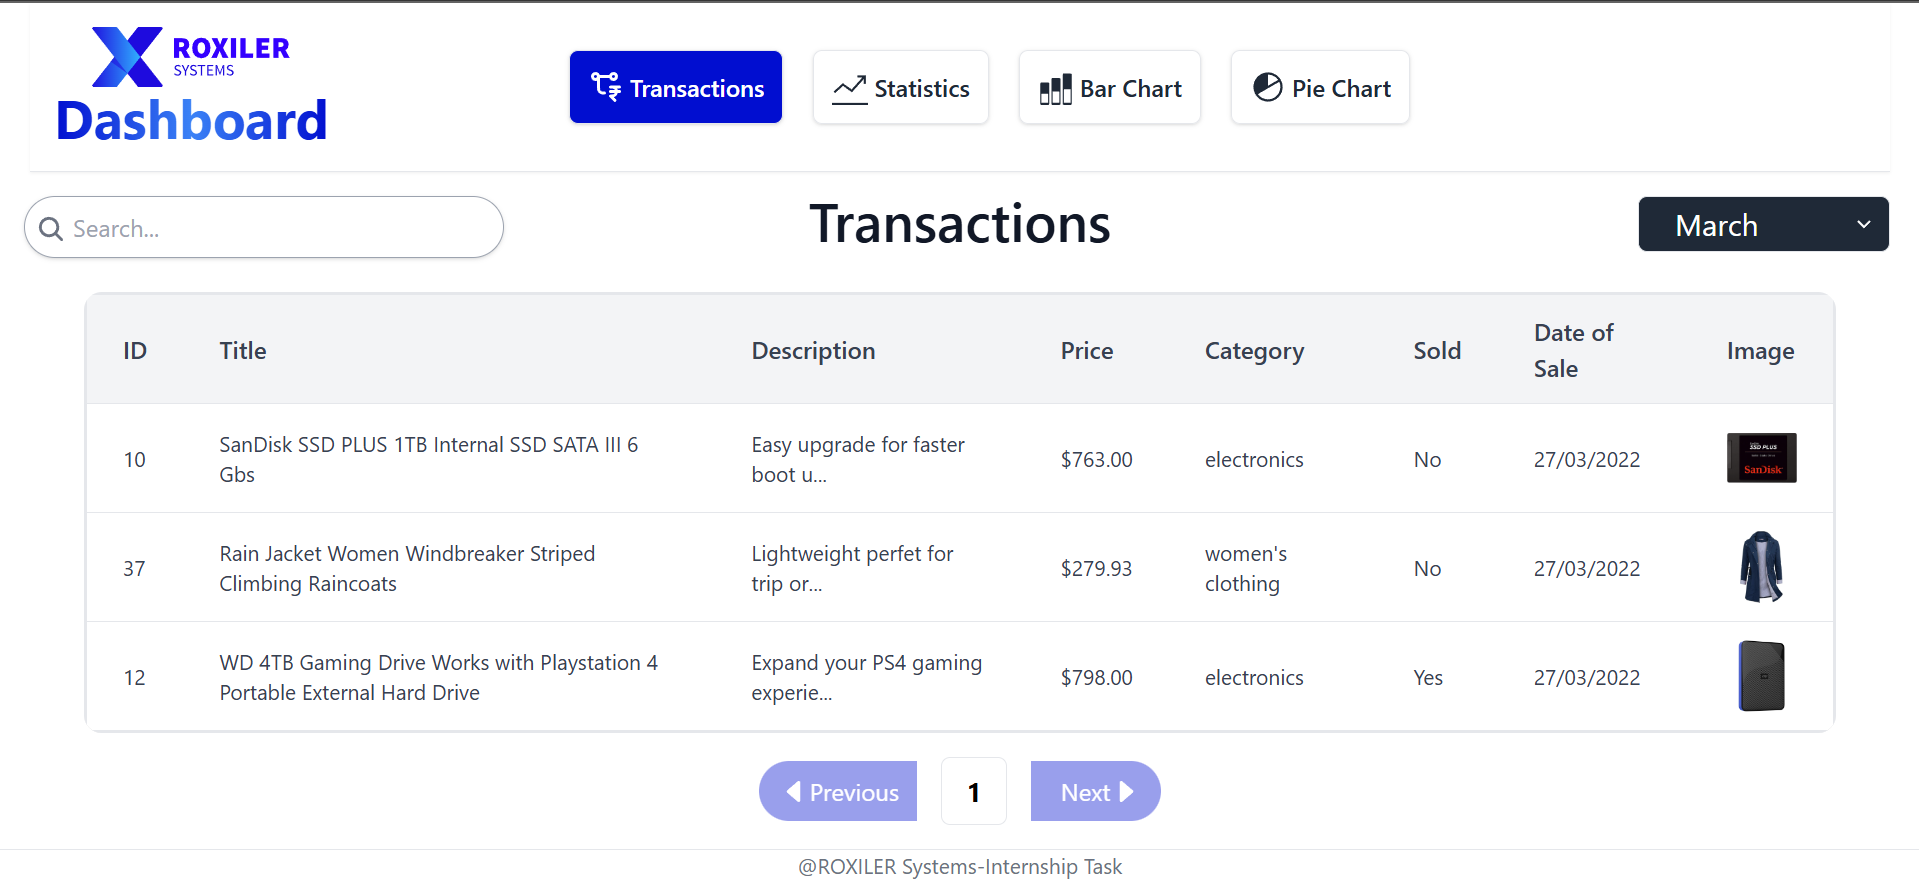 ROXILER
SYSTEMS
Dashboard
Transactions
Statistics
Bar Chart
Pie Chart
Search...
Transactions
March
ID Title Description Price Category Sold Date of Sale Image
10 SanDisk SSD PLUS 1TB Internal SSD SATA III 6 Gbs Easy upgrade for faster boot u... $763.00 electronics No 27/03/2022
SSD PLUS
SanDisk
37 Rain Jacket Women Windbreaker Striped Climbing Raincoats Lightweight perfet for trip or... $279.93 women's clothing No 27/03/2022
12 WD 4TB Gaming Drive Works with Playstation 4 Portable External Hard Drive Expand your PS4 gaming experie... $798.00 electronics Yes 27/03/2022
Previous 1 Next
@ROXILER Systems-Internship Task